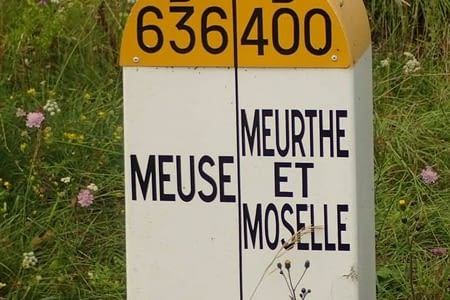 D D
636 400
MEUSE
MEURTHE
ET
MOSELLE